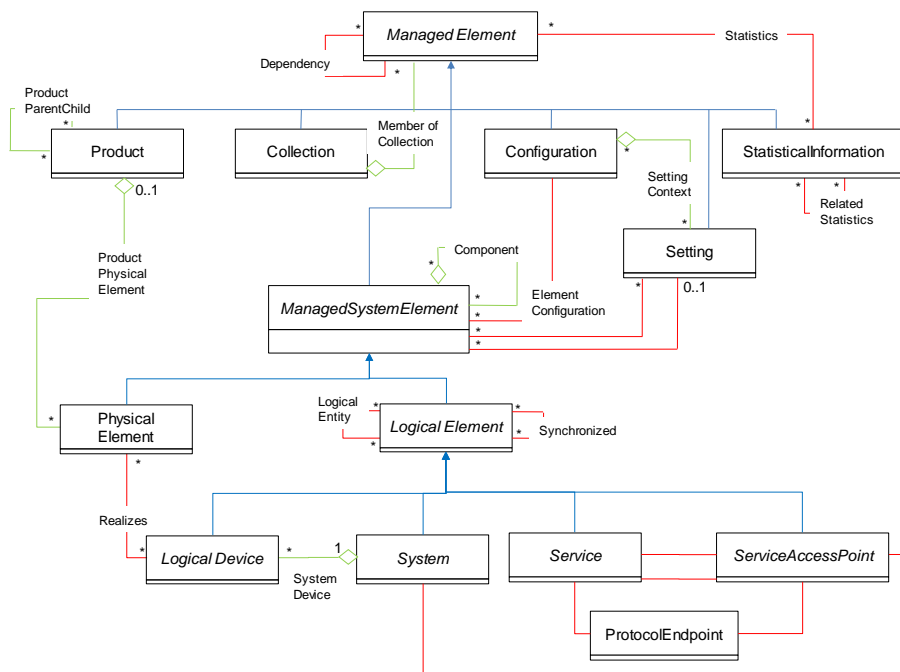 *
Managed Element
*
Statistics
Dependency
*
Product
ParentChild
*
*
Product
Collection
Member of
Collection
Configuration
*
StatisticalInformation
*
0..1
Setting
Context
*
*
*
Related
Statistics
Product
Physical
Element
*
Component
Setting
*
0..1
ManagedSystemElement
*
*
*
*
Element
Configuration
Physical
Element
*
*
Logical
Entity
*
*
Logical Element
*
*
Synchronized
Realizes
*
Logical Device
*
1
System
Device
System
Service
ServiceAccessPoint
ProtocolEndpoint